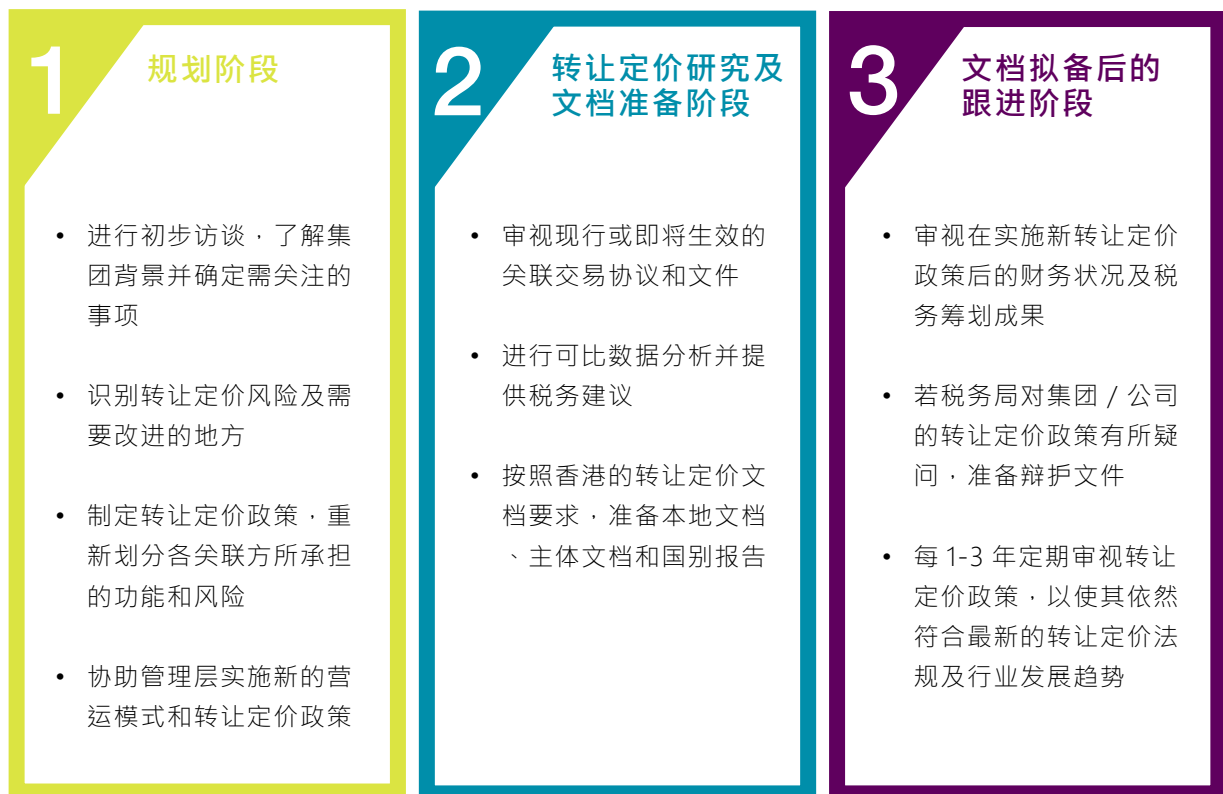 1
规划阶段
• 进行初步访谈，了解集
团背景并确定需关注的
事项
• 识别转让定价风险及需
要改进的地方
• 制定转让定价政策，重
新划分各关联方所承担
的功能和风险
• 协助管理层实施新的营
运模式和转让定价政策
2
转让定价研究及
文档准备阶段
• 审视现行或即将生效的
关联交易协议和文件
• 进行可比数据分析并提
供税务建议
• 按照香港的转让定价文
档要求，准备本地文档
、主体文档和国别报告
3
文档拟备后的
跟进阶段
• 审视在实施新转让定价
政策后的财务状况及税
务筹划成果
• 若税务局对集团 / 公司
的转让定价政策有所疑
问，准备辩护文件
• 每 1-3 年定期审视转让
定价政策，以使其依然
符合最新的转让定价法
规及行业发展趋势